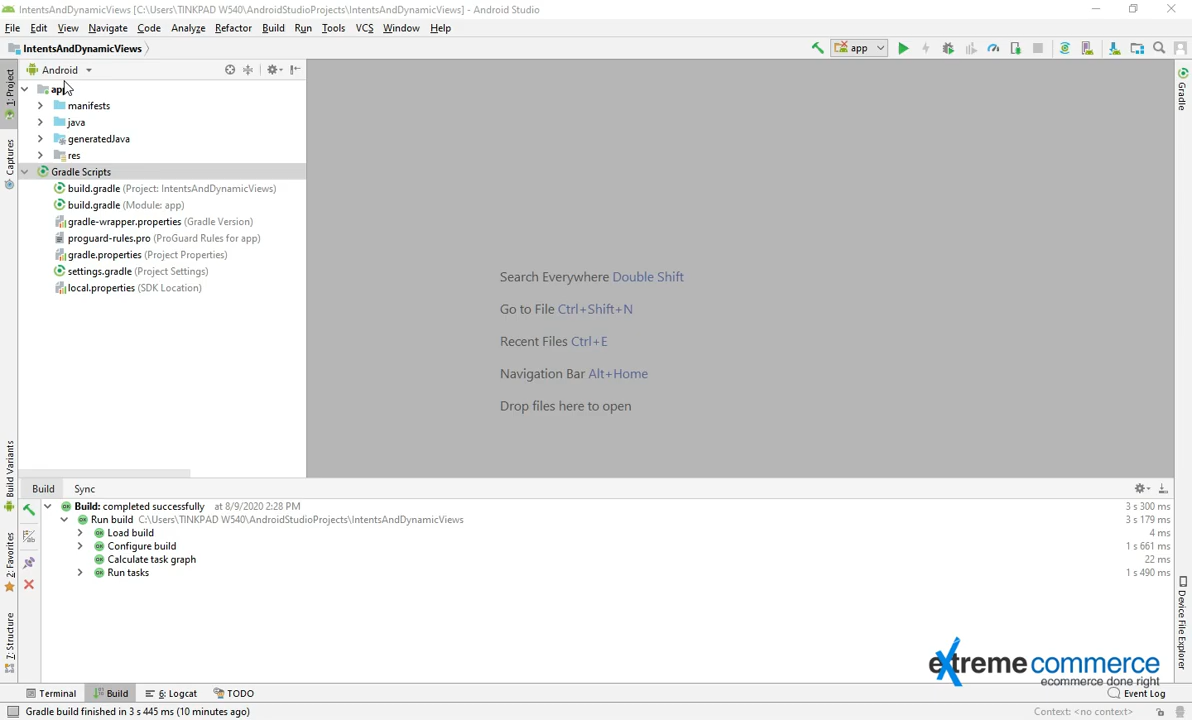 IntentsAndDynamicViews [C:\Users\TINKPAD W540\AndroidStudioProjects\IntentsAndDynamicViews] - Android Studio
File Edit View Navigate Code Analyze Refactor Build Run Tools VCS Window Help
IntentsAndDynamicViews
app
1: Project
Android
Gradle
app
manifests
java
Captures
generatedJava
res
Gradle Scripts
build.gradle (Project: IntentsAndDynamicViews)
build.gradle (Module: app)
gradle-wrapper.properties (Gradle Version)
proguard-rules.pro (ProGuard Rules for app)
gradle.properties (Project Properties)
settings.gradle (Project Settings)
local.properties (SDK Location)
Search Everywhere Double Shift
Go to File Ctrl+Shift+N
Recent Files Ctrl+E
Navigation Bar Alt+Home
Drop files here to open
Build Variants
Build Sync
Build: completed successfully at 8/9/2020 2:28 PM 3 s 300 ms
Run build C:\Users\TINKPAD W540\AndroidStudioProjects\IntentsAndDynamicViews 3 s 179 ms
Load build 4 ms
Configure build 1 s 661 ms
Calculate task graph 22 ms
Run tasks 1 s 490 ms
2: Favorites
7: Structure
Device File Explorer
extreme commerce
ecommerce done right
Terminal Build 6: Logcat TODO Event Log
Gradle build finished in 3 s 445 ms (10 minutes ago) Context: <no context>